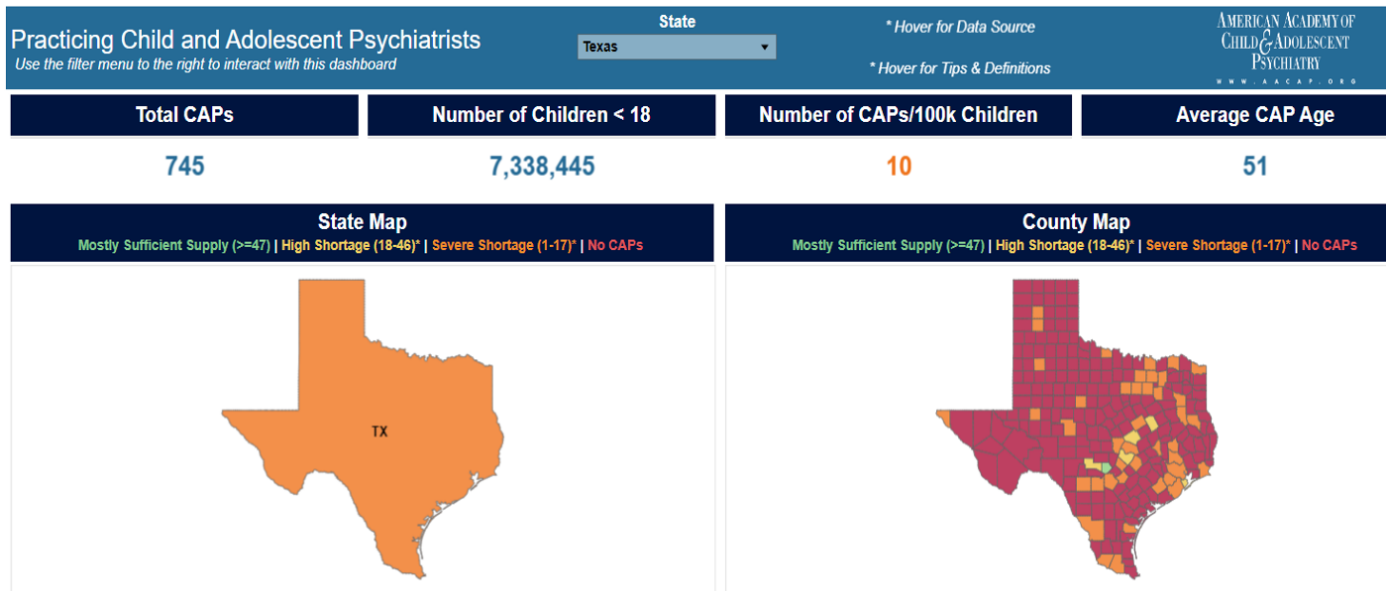 Practicing Child and Adolescent Psychiatrists
Use the filter menu to the right to interact with this dashboard
State
Texas
* Hover for Data Source
* Hover for Tips & Definitions
AMERICAN ACADEMY OF
CHILD & ADOLESCENT
PSYCHIATRY
WWW.AACAP.ORG
Total CAPs
Number of Children < 18
Number of CAPs/100k Children
Average CAP Age
745
7,338,445
10
51
State Map
Mostly Sufficient Supply (>=47) | High Shortage (18-46)* | Severe Shortage (1-17)* | No CAPs
County Map
Mostly Sufficient Supply (>=47) | High Shortage (18-46)* | Severe Shortage (1-17)* | No CAPs
TX